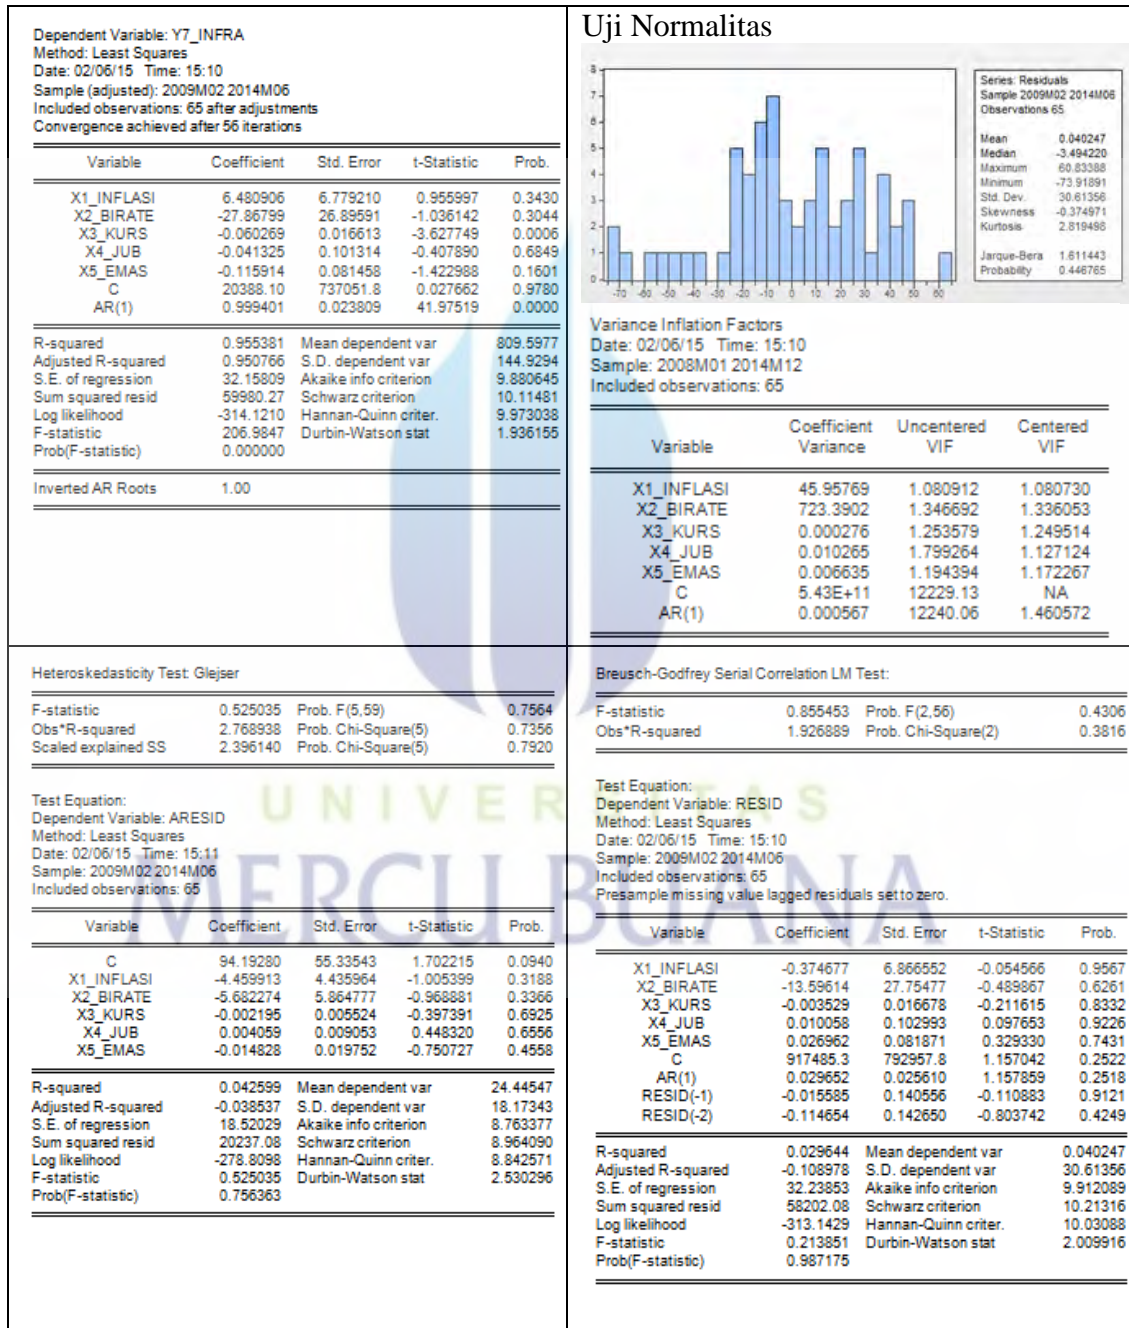 Dependent Variable: Y7_INFRA
Method: Least Squares
Date: 02/06/15 Time: 15:10
Sample (adjusted): 2009M02 2014M06
Included observations: 65 after adjustments
Convergence achieved after 56 iterations
Variable Coefficient Std. Error t-Statistic Prob.
X1_INFLASI 6.480906 6.779210 0.955997 0.3430
X2_BIRATE -27.86799 26.89591 -1.036142 0.3044
X3_KURS -0.060269 0.016613 -3.627749 0.0006
X4_JUB -0.041325 0.101314 -0.407890 0.6849
X5_EMAS -0.115914 0.081458 -1.422988 0.1601
C 20388.10 737051.8 0.027662 0.9780
AR(1) 0.999401 0.023809 41.97519 0.0000
R-squared 0.955381 Mean dependent var 809.5977
Adjusted R-squared 0.950766 S.D. dependent var 144.9294
S.E. of regression 32.15809 Akaike info criterion 9.880645
Sum squared resid 59980.27 Schwarz criterion 10.11481
Log likelihood -314.1210 Hannan-Quinn criter. 9.973038
F-statistic 206.9847 Durbin-Watson stat 1.936155
Prob(F-statistic) 0.000000
Inverted AR Roots 1.00
Uji Normalitas
8
7
6
5
4
3
2
1
0
-70 -60 -50 -40 -30 -20 -10 0 10 20 30 40 50 60
Series: Residuals
Sample 2009M02 2014M06
Observations 65
Mean 0.040247
Median -3.494220
Maximum 60.83388
Minimum -73.91891
Std. Dev. 30.61356
Skewness -0.374971
Kurtosis 2.819498
Jarque-Bera 1.611443
Probability 0.446765
Variance Inflation Factors
Date: 02/06/15 Time: 15:10
Sample: 2008M01 2014M12
Included observations: 65
Coefficient Uncentered Centered
Variable Variance VIF VIF
X1_INFLASI 45.95769 1.080912 1.080730
X2_BIRATE 723.3902 1.346692 1.336053
X3_KURS 0.000276 1.253579 1.249514
X4_JUB 0.010265 1.799264 1.127124
X5_EMAS 0.006635 1.194394 1.172267
C 5.43E+11 12229.13 NA
AR(1) 0.000567 12240.06 1.460572
Heteroskedasticity Test: Glejser
F-statistic 0.525035 Prob. F(5,59) 0.7564
Obs*R-squared 2.768938 Prob. Chi-Square(5) 0.7356
Scaled explained SS 2.396140 Prob. Chi-Square(5) 0.7920
Test Equation:
Dependent Variable: ARESID
Method: Least Squares
Date: 02/06/15 Time: 15:11
Sample: 2009M02 2014M06
Included observations: 65
Variable Coefficient Std. Error t-Statistic Prob.
C 94.19280 55.33543 1.702215 0.0940
X1_INFLASI -4.459913 4.435964 -1.005399 0.3188
X2_BIRATE -5.682274 5.864777 -0.968881 0.3366
X3_KURS -0.002195 0.005524 -0.397391 0.6925
X4_JUB 0.004059 0.009053 0.448320 0.6556
X5_EMAS -0.014828 0.019752 -0.750727 0.4558
R-squared 0.042599 Mean dependent var 24.44547
Adjusted R-squared -0.038537 S.D. dependent var 18.17343
S.E. of regression 18.52029 Akaike info criterion 8.763377
Sum squared resid 20237.08 Schwarz criterion 8.964090
Log likelihood -278.8098 Hannan-Quinn criter. 8.842571
F-statistic 0.525035 Durbin-Watson stat 2.530296
Prob(F-statistic) 0.756363
Breusch-Godfrey Serial Correlation LM Test:
F-statistic 0.855453 Prob. F(2,56) 0.4306
Obs*R-squared 1.926889 Prob. Chi-Square(2) 0.3816
Test Equation:
Dependent Variable: RESID
Method: Least Squares
Date: 02/06/15 Time: 15:10
Sample: 2009M02 2014M06
Included observations: 65
Presample missing value lagged residuals set to zero.
Variable Coefficient Std. Error t-Statistic Prob.
X1_INFLASI -0.374677 6.866552 -0.054566 0.9567
X2_BIRATE -13.59614 27.75477 -0.489867 0.6261
X3_KURS -0.003529 0.016678 -0.211615 0.8332
X4_JUB 0.010058 0.102993 0.097653 0.9226
X5_EMAS 0.026962 0.081871 0.329330 0.7431
C 917485.3 792957.8 1.157042 0.2522
AR(1) 0.029652 0.025610 1.157859 0.2518
RESID(-1) -0.015585 0.140556 -0.110883 0.9121
RESID(-2) -0.114654 0.142650 -0.803742 0.4249
R-squared 0.029644 Mean dependent var 0.040247
Adjusted R-squared -0.108978 S.D. dependent var 30.61356
S.E. of regression 32.23853 Akaike info criterion 9.912089
Sum squared resid 58202.08 Schwarz criterion 10.21316
Log likelihood -313.1429 Hannan-Quinn criter. 10.03088
F-statistic 0.213851 Durbin-Watson stat 2.009916
Prob(F-statistic) 0.987175
UNIVERSITAS
MERCU BUANA